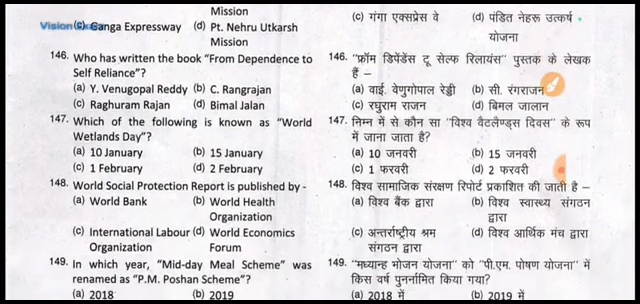 Mission
(c) Ganga Expressway (d) Pt. Nehru Utkarsh
Mission
146. Who has written the book "From Dependence to
Self Reliance"?
(a) Y. Venugopal Reddy (b) C. Rangrajan
(c) Raghuram Rajan (d) Bimal Jalan
147. Which of the following is known as "World
Wetlands Day"?
(a) 10 January (b) 15 January
(c) 1 February (d) 2 February
148. World Social Protection Report is published by -
(a) World Bank (b) World Health
Organization
(c) International Labour (d) World Economics
Organization Forum
149. In which year, "Mid-day Meal Scheme" was
renamed as "P.M. Poshan Scheme"?
(a) 2018 (b) 2019
(c) गंगा एक्सप्रेस वे (d) पंडित नेहरू उत्कर्ष
योजना
146. "फ्रॉम डिपेंडेंस टू सेल्फ रिलायंस" पुस्तक के लेखक
हैं –
(a) वाई. वेणुगोपाल रेड्डी (b) सी. रंगराजन
(c) रघुराम राजन (d) बिमल जालान
147. निम्न में से कौन सा "विश्व वैटलैण्ड्स दिवस" के रूप
में जाना जाता है?
(a) 10 जनवरी (b) 15 जनवरी
(c) 1 फरवरी (d) 2 फरवरी
148. विश्व सामाजिक संरक्षण रिपोर्ट प्रकाशित की जाती है –
(a) विश्व बैंक द्वारा (b) विश्व स्वास्थ्य संगठन
द्वारा
(c) अन्तर्राष्ट्रीय श्रम (d) विश्व आर्थिक मंच द्वारा
संगठन द्वारा
149. "मध्यान्ह भोजन योजना" को "पी.एम. पोषण योजना" में
किस वर्ष पुनर्नामित किया गया?
(a) 2018 में (b) 2019 में
Vision